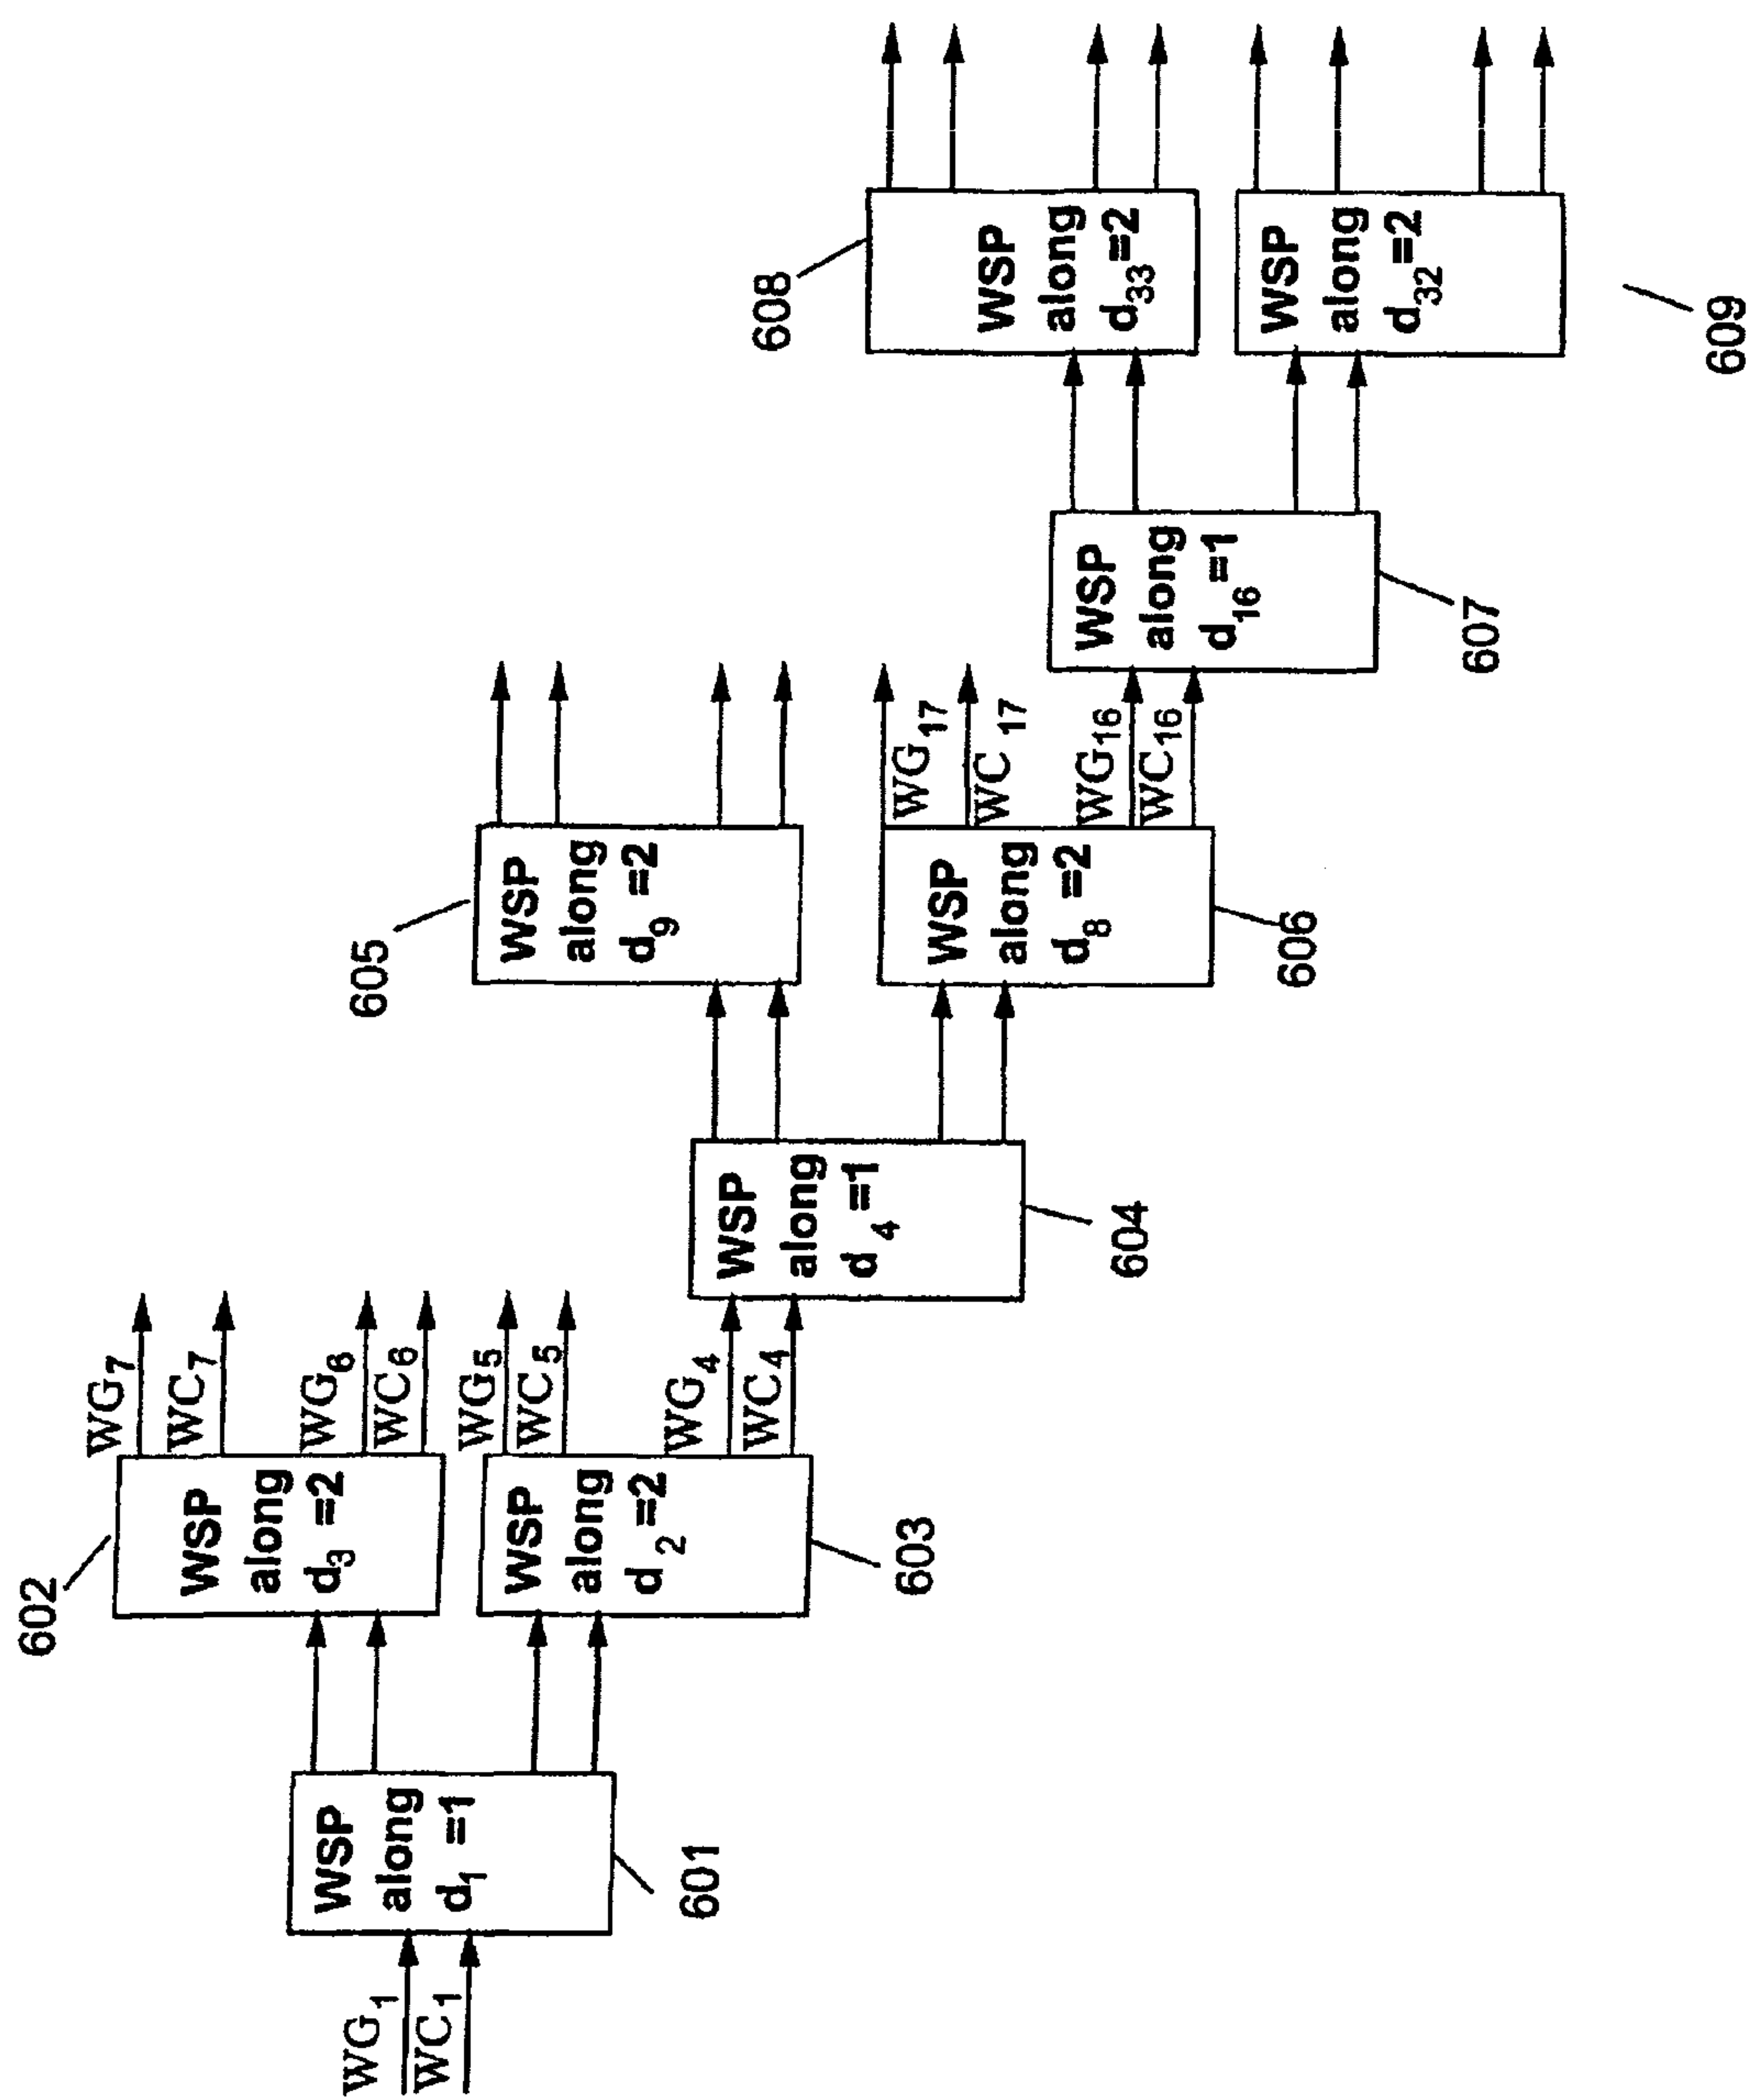 WG1
WC1
WSP
along
d1 =1
601
602
WSP
along
d3 =2
WG7
WC7
WG6
WC6
WSP
along
d2 =2
603
WG5
WC5
WG4
WC4
WSP
along
d4 =1
604
605
WSP
along
d9 =2
WSP
along
d8 =2
606
WG17
WC17
WG16
WC16
WSP
along
d16 =1
607
608
WSP
along
d33 =2
WSP
along
d32 =2
609